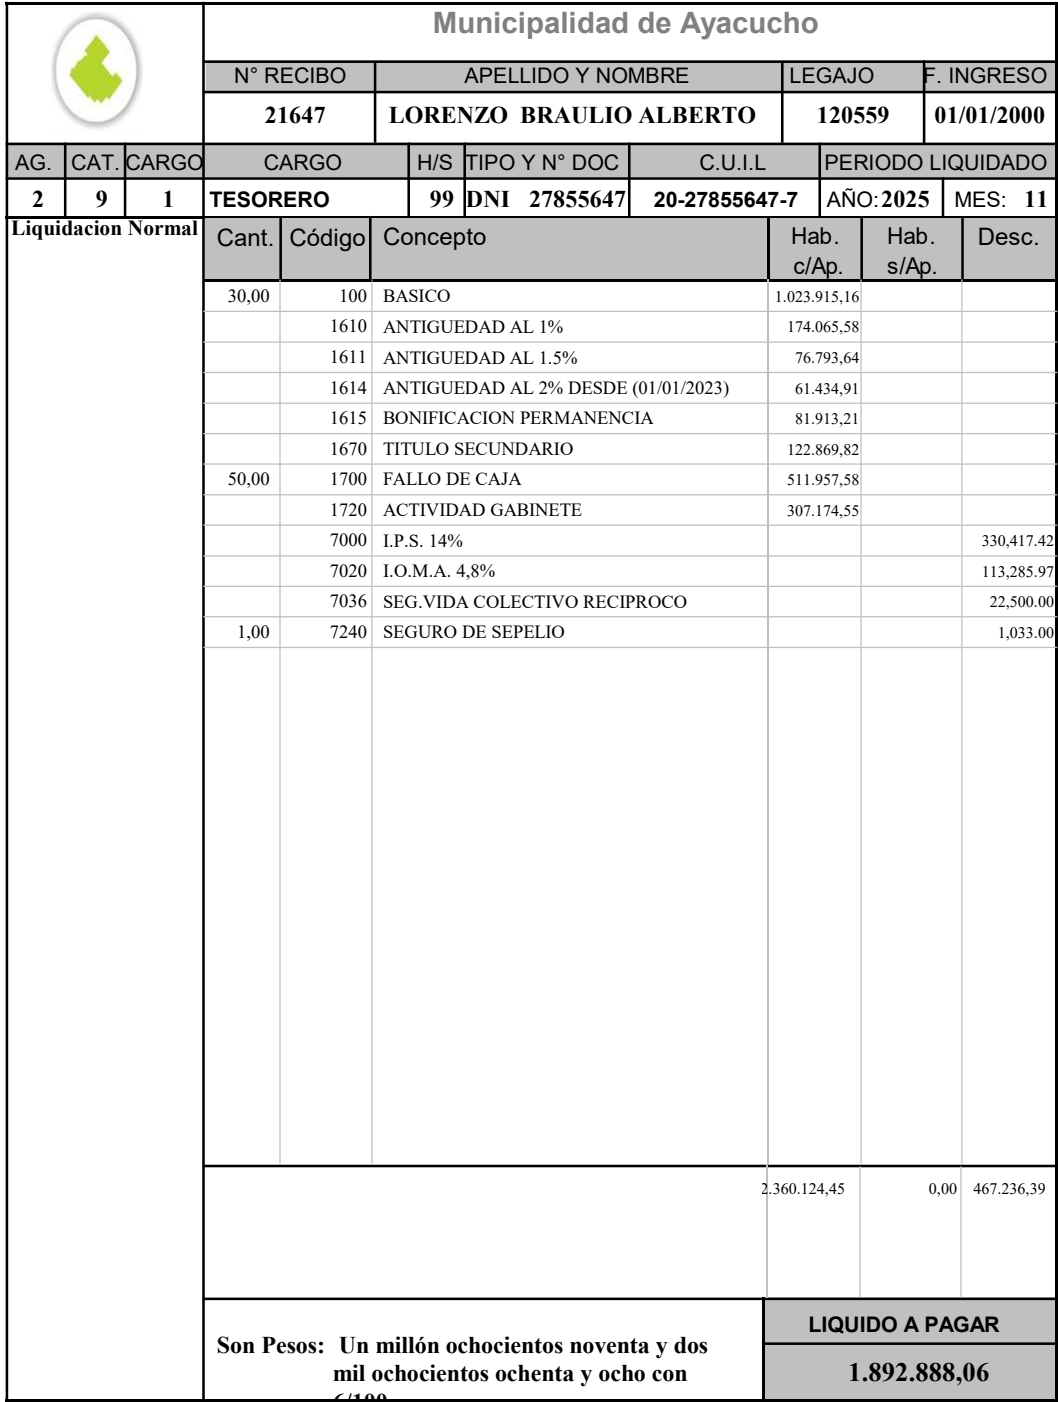 Municipalidad de Ayacucho
N° RECIBO APELLIDO Y NOMBRE LEGAJO F. INGRESO
21647 LORENZO BRAULIO ALBERTO 120559 01/01/2000
AG. CAT. CARGO CARGO H/S TIPO Y N° DOC C.U.I.L PERIODO LIQUIDADO
2 9 1 TESORERO 99 DNI 27855647 20-27855647-7 AÑO: 2025 MES: 11
Liquidacion Normal
Cant. Código Concepto Hab. c/Ap. Hab. s/Ap. Desc.
30,00 100 BASICO 1.023.915,16
1610 ANTIGUEDAD AL 1% 174.065,58
1611 ANTIGUEDAD AL 1.5% 76.793,64
1614 ANTIGUEDAD AL 2% DESDE (01/01/2023) 61.434,91
1615 BONIFICACION PERMANENCIA 81.913,21
1670 TITULO SECUNDARIO 122.869,82
50,00 1700 FALLO DE CAJA 511.957,58
1720 ACTIVIDAD GABINETE 307.174,55
7000 I.P.S. 14% 330,417.42
7020 I.O.M.A. 4,8% 113,285.97
7036 SEG.VIDA COLECTIVO RECIPROCO 22,500.00
1,00 7240 SEGURO DE SEPELIO 1,033.00
2.360.124,45 0,00 467.236,39
LIQUIDO A PAGAR
Son Pesos: Un millón ochocientos noventa y dos
mil ochocientos ochenta y ocho con
6/100
1.892.888,06